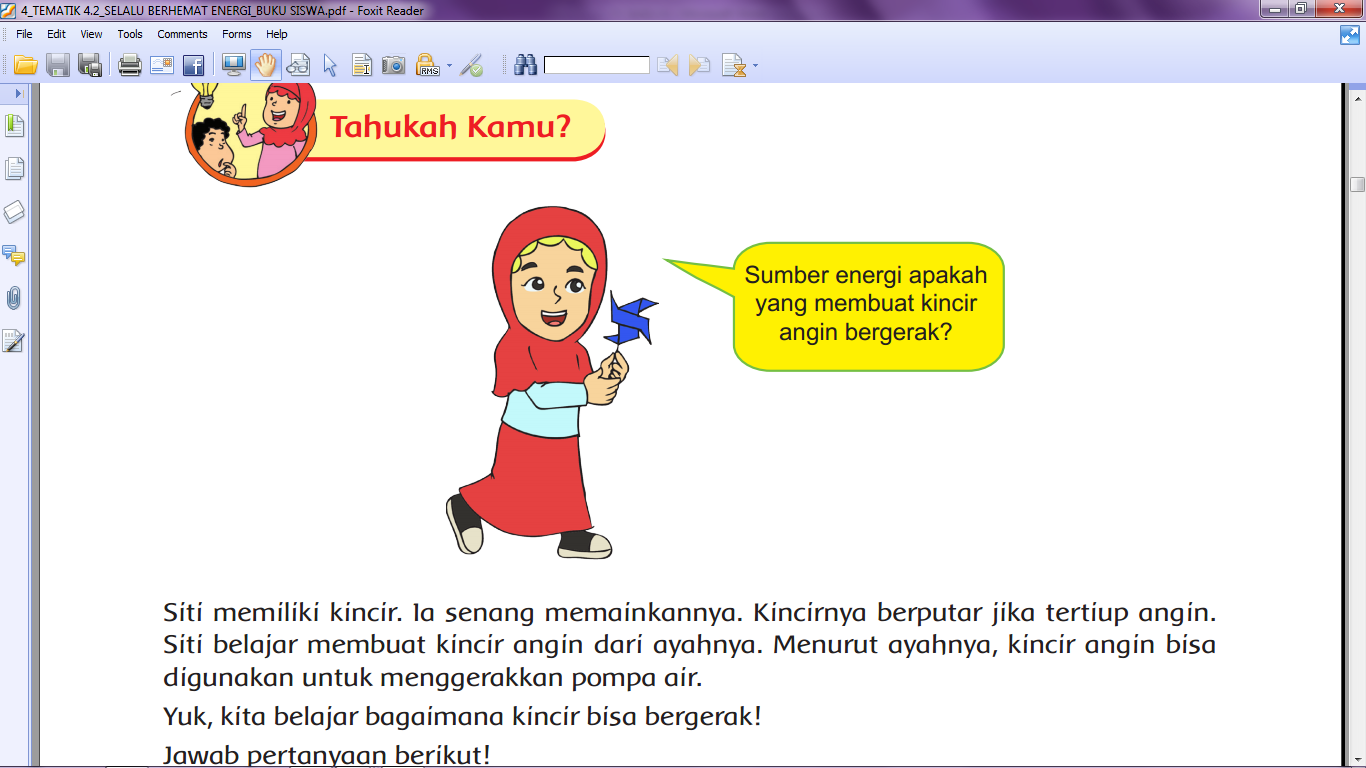 4_TEMATIK 4.2_SELALU BERHEMAT ENERGI_BUKU SISWA.pdf - Foxit Reader
File Edit View Tools Comments Forms Help
RMS
Tahukah Kamu?
Sumber energi apakah
yang membuat kincir
angin bergerak?
Siti memiliki kincir. Ia senang memainkannya. Kincirnya berputar jika tertiup angin.
Siti belajar membuat kincir angin dari ayahnya. Menurut ayahnya, kincir angin bisa
digunakan untuk menggerakkan pompa air.
Yuk, kita belajar bagaimana kincir bisa bergerak!
Jawab pertanyaan berikut!